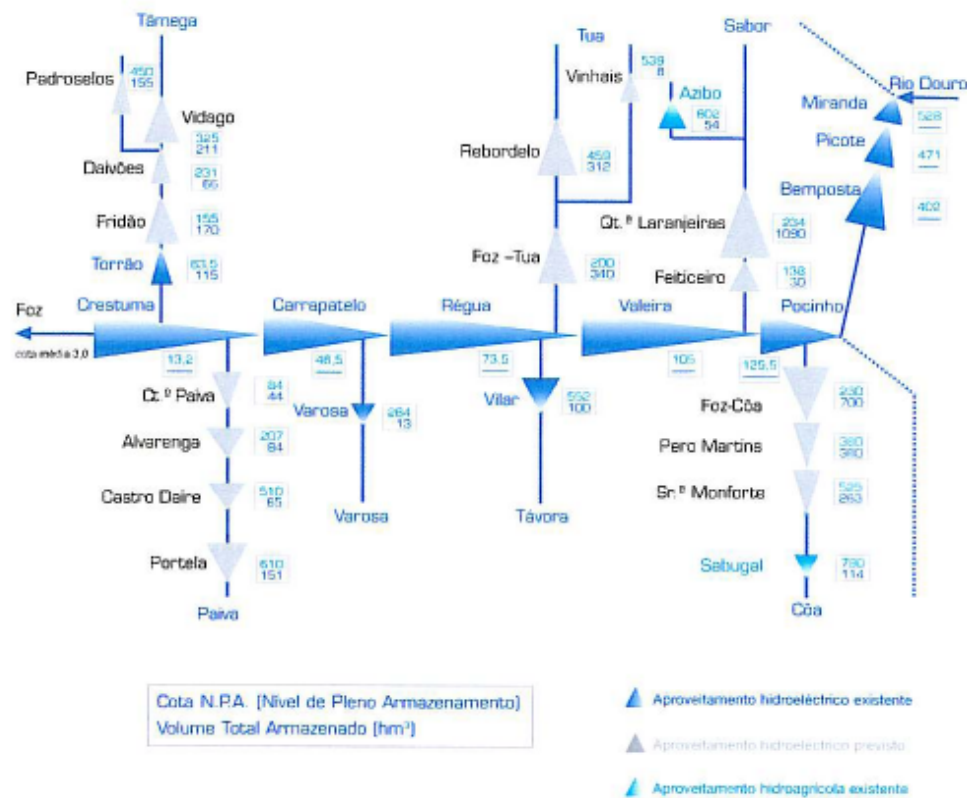 Tâmega
Padroselos
450
155
Vidago
325
211
Daivões
231
66
Fridão
155
170
Torrão
63,5
115
Tua
Vinhais
539
8
Rebordelo
459
312
Foz –Tua
200
340
Sabor
Azibo
602
54
Qt.ª Laranjeiras
234
1090
Feiticeiro
138
30
Rio Douro
Miranda
528
Picote
471
Bemposta
402
Foz
cota média 3,0
Crestuma
13,2
Carrapatelo
46,5
Régua
73,5
Valeira
105
Pocinho
125,5
Ct.º Paiva
84
44
Alvarenga
207
84
Castro Daire
510
65
Portela
610
151
Paiva
Varosa
264
13
Varosa
Vilar
552
100
Távora
Foz-Côa
230
700
Pero Martins
380
380
Sr.ª Monforte
525
263
Sabugal
790
114
Côa
Cota N.P.A. (Nível de Pleno Armazenamento)
Volume Total Armazenado (hm³)
Aproveitamento hidroeléctrico existente
Aproveitamento hidroeléctrico previsto
Aproveitamento hidroagrícola existente